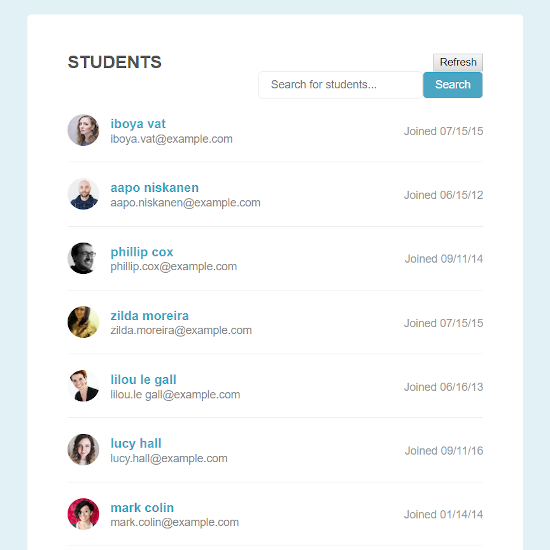 STUDENTS
Refresh
Search for students...
Search
iboya vat
iboya.vat@example.com
Joined 07/15/15
aapo niskanen
aapo.niskanen@example.com
Joined 06/15/12
phillip cox
phillip.cox@example.com
Joined 09/11/14
zilda moreira
zilda.moreira@example.com
Joined 07/15/15
lilou le gall
lilou.le gall@example.com
Joined 06/16/13
lucy hall
lucy.hall@example.com
Joined 09/11/16
mark colin
mark.colin@example.com
Joined 01/14/14